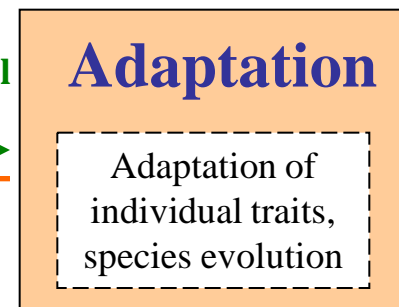 l
Adaptation
Adaptation of
individual traits,
species evolution